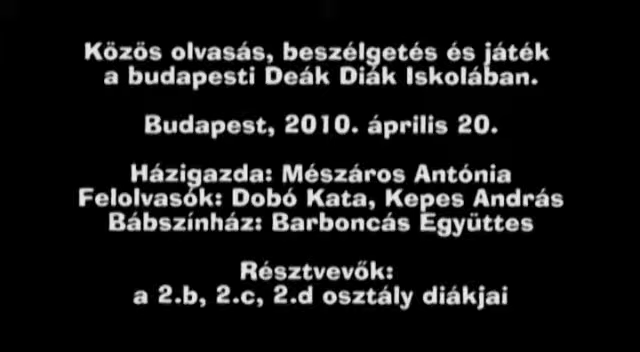 Közös olvasás, beszélgetés és játék
a budapesti Deák Diák Iskolában.
Budapest, 2010. április 20.
Házigazda: Mészáros Antónia
Felolvasók: Dobó Kata, Kepes András
Bábszínház: Barboncás Együttes
Résztvevők:
a 2.b, 2.c, 2.d osztály diákjai